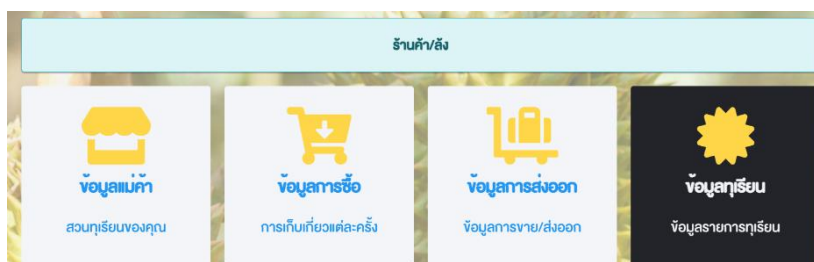 ร้านค้า/ล้ง
ข้อมูลแม่ค้า
สวนทุเรียนของคุณ
ข้อมูลการซื้อ
การเก็บเกี่ยวแต่ละครั้ง
ข้อมูลการส่งออก
ข้อมูลการขาย/ส่งออก
ข้อมูลทุเรียน
ข้อมูลรายการทุเรียน